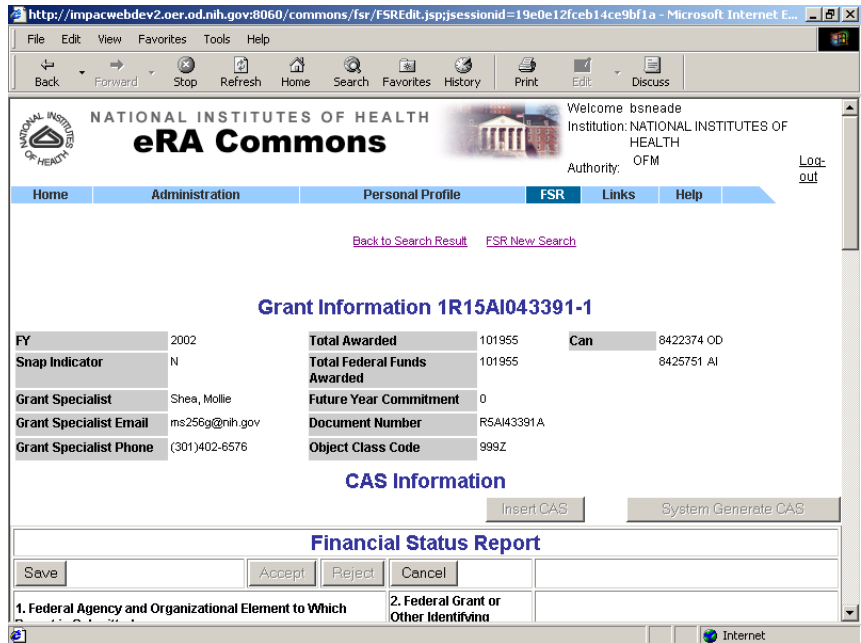 http://impacwebdev2.oer.od.nih.gov:8060/commons/fsr/FSREdit.jsp;jsessionid=19e0e12fceb14ce9bf1a - Microsoft Internet E...
File Edit View Favorites Tools Help
Back Forward Stop Refresh Home Search Favorites History Print Edit Discuss
NATIONAL INSTITUTES OF HEALTH
NATIONAL INSTITUTES OF HEALTH
eRA Commons
Welcome bsneade
Institution: NATIONAL INSTITUTES OF
HEALTH
Authority: OFM
Log-
out
Home Administration Personal Profile FSR Links Help
Back to Search Result FSR New Search
Grant Information 1R15AI043391-1
FY 2002 Total Awarded 101955 Can 8422374 OD
Snap Indicator N Total Federal Funds 101955 8425751 AI
Awarded
Grant Specialist Shea, Mollie Future Year Commitment 0
Grant Specialist Email ms256g@nih.gov Document Number R5AI43391A
Grant Specialist Phone (301)402-6576 Object Class Code 999Z
CAS Information
Insert CAS System Generate CAS
Financial Status Report
Save Accept Reject Cancel
1. Federal Agency and Organizational Element to Which
2. Federal Grant or
Other Identifying
Internet